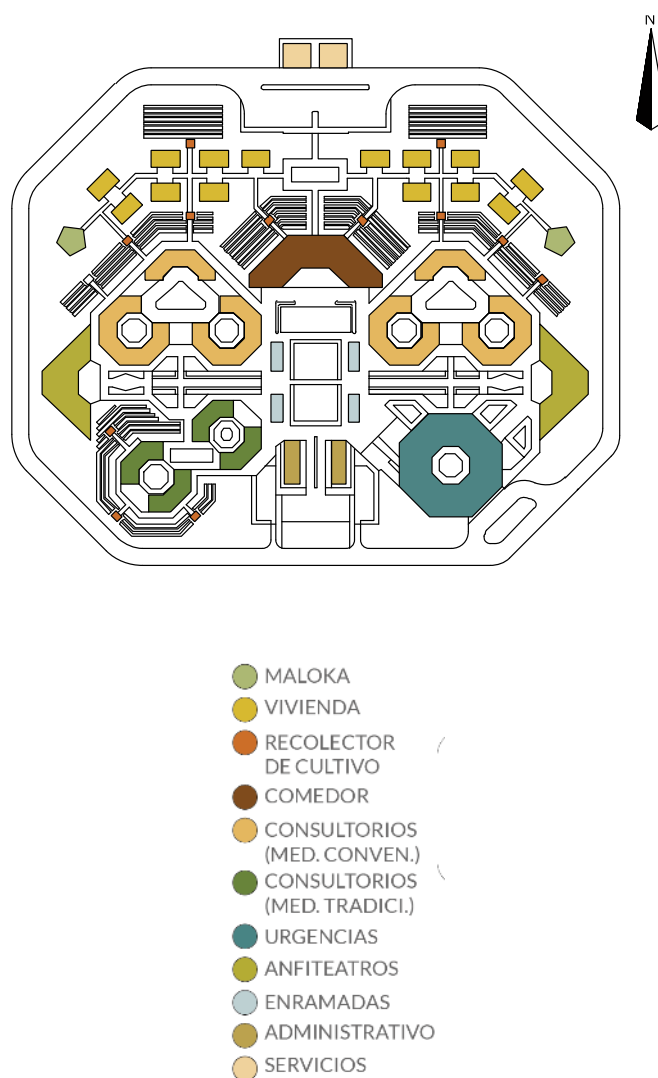 N
MALOKA
VIVIENDA
RECOLECTOR
DE CULTIVO
COMEDOR
CONSULTORIOS
(MED. CONVEN.)
CONSULTORIOS
(MED. TRADICI.)
URGENCIAS
ANFITEATROS
ENRAMADAS
ADMINISTRATIVO
SERVICIOS